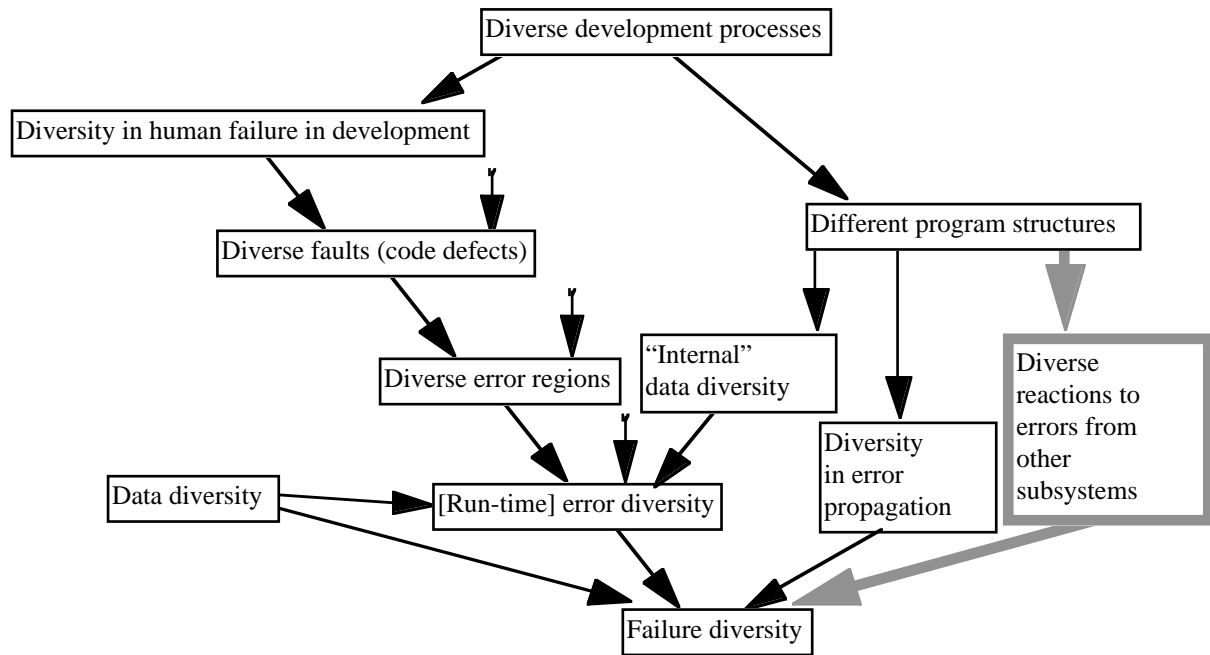 Diverse development processes
Diversity in human failure in development
Different program structures
Diverse faults (code defects)
“Internal”
data diversity
Diverse error regions
Diverse
reactions to
errors from
other
subsystems
Diversity
in error
propagation
Data diversity
[Run-time] error diversity
Failure diversity